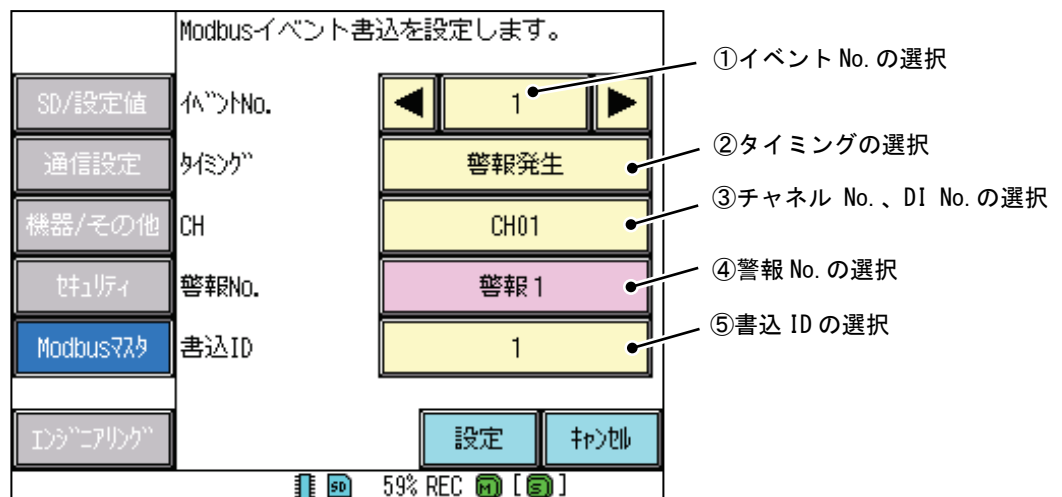 Modbusイベント書込を設定します。
①イベント No. の選択
SD/設定値
ｲﾍﾞﾝﾄNo.
1
通信設定
ﾀｲﾐﾝｸﾞ
警報発生
②タイミングの選択
機器/その他
CH
CH01
③チャネル No.、DI No.の選択
ｾｷｭﾘﾃｨ
警報No.
警報1
④警報 No. の選択
Modbusﾏｽﾀ
書込ID
1
⑤書込 ID の選択
ｴﾝｼﾞﾆｱﾘﾝｸﾞ
設定
ｷｬﾝｾﾙ
SD 59% REC M [S]